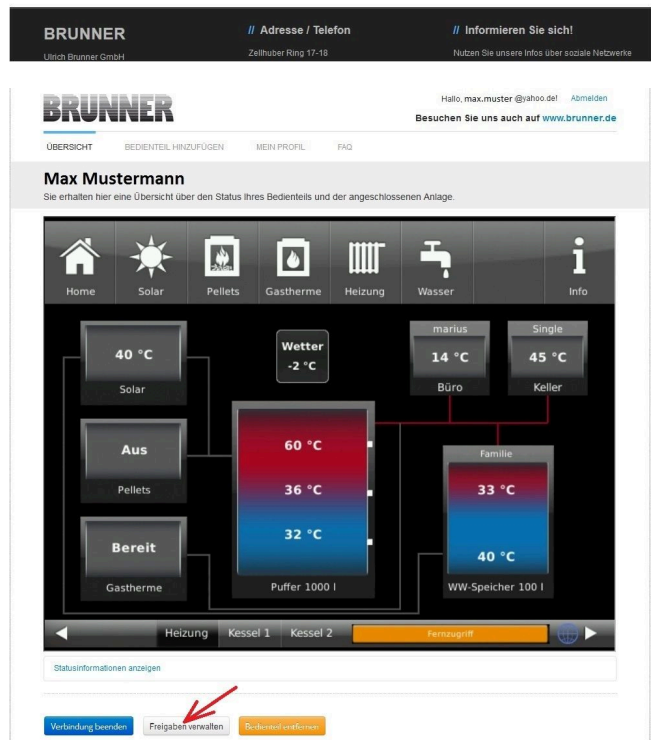 BRUNNER
// Adresse / Telefon
// Informieren Sie sich!
Ulrich Brunner GmbH
Zellhuber Ring 17-18
Nutzen Sie unsere Infos über soziale Netzwerke
BRUNNER
Hallo, max.muster @yahoo.de! Abmelden
Besuchen Sie uns auch auf www.brunner.de
ÜBERSICHT BEDIENTEIL HINZUFÜGEN MEIN PROFIL FAQ
Max Mustermann
Sie erhalten hier eine Übersicht über den Status Ihres Bedienteils und der angeschlossenen Anlage.
Home Solar Pellets Gastherme Heizung Wasser Info
marius Single
40 °C
Wetter
-2 °C
14 °C
45 °C
Solar
Büro
Keller
Aus
Pellets
60 °C
36 °C
32 °C
Familie
33 °C
40 °C
Bereit
Gastherme
Puffer 1000 l
WW-Speicher 100 l
Heizung Kessel 1 Kessel 2 Fernzugriff
Statusinformationen anzeigen
Verbindung beenden Freigaben verwalten Bedienteil entfernen